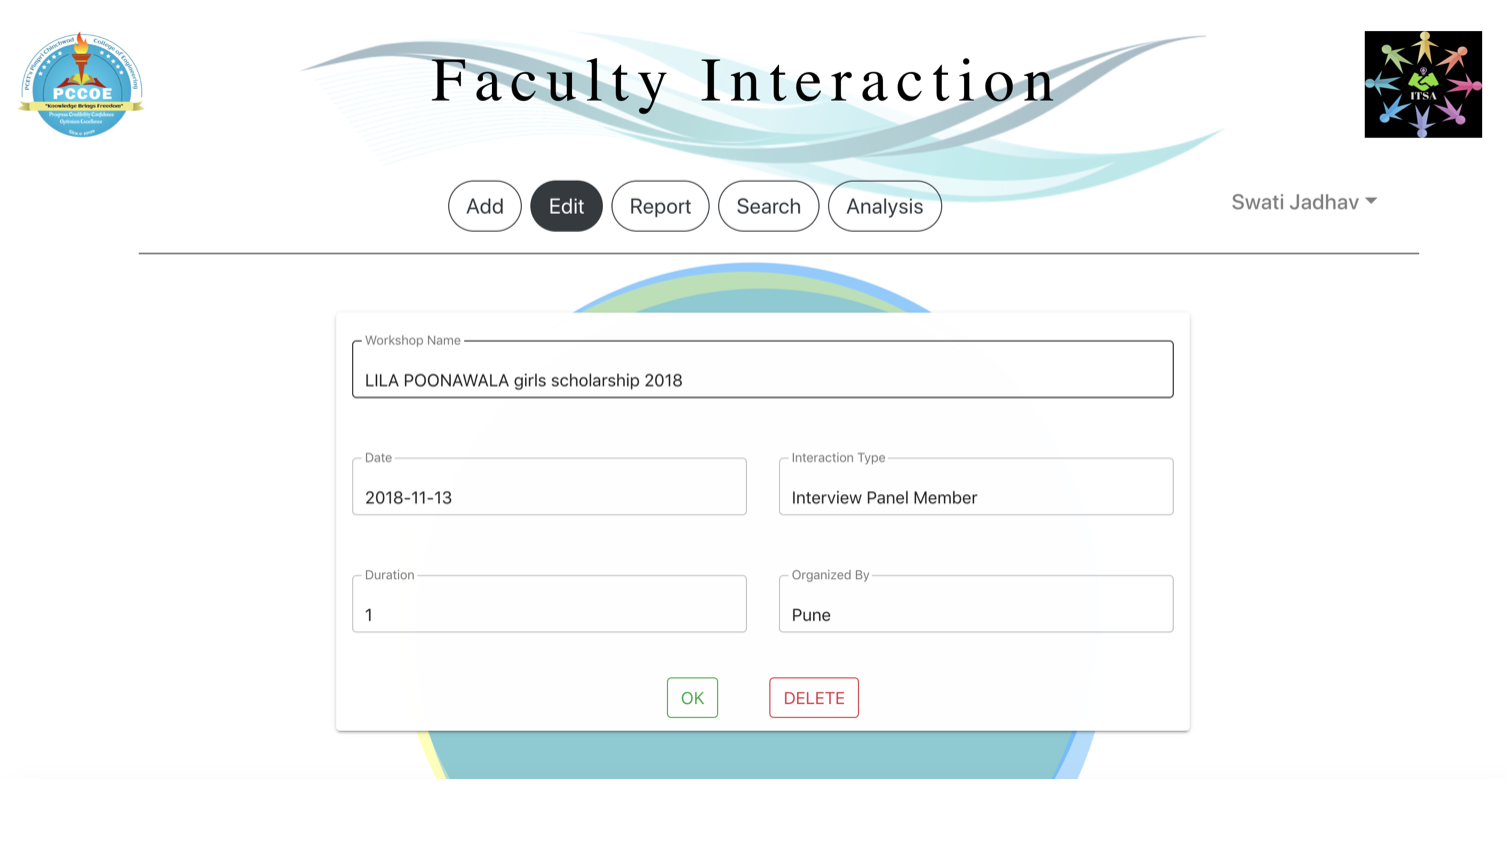 PCET's Pimpri Chinchwad College of Engineering
PCCOE
"Knowledge Brings Freedom"
Progress Credibility Confidence
Optimism Excellence
Since 1999
Faculty Interaction
ITSA
Add
Edit
Report
Search
Analysis
Swati Jadhav
Workshop Name
LILA POONAWALA girls scholarship 2018
Date
2018-11-13
Interaction Type
Interview Panel Member
Duration
1
Organized By
Pune
OK
DELETE